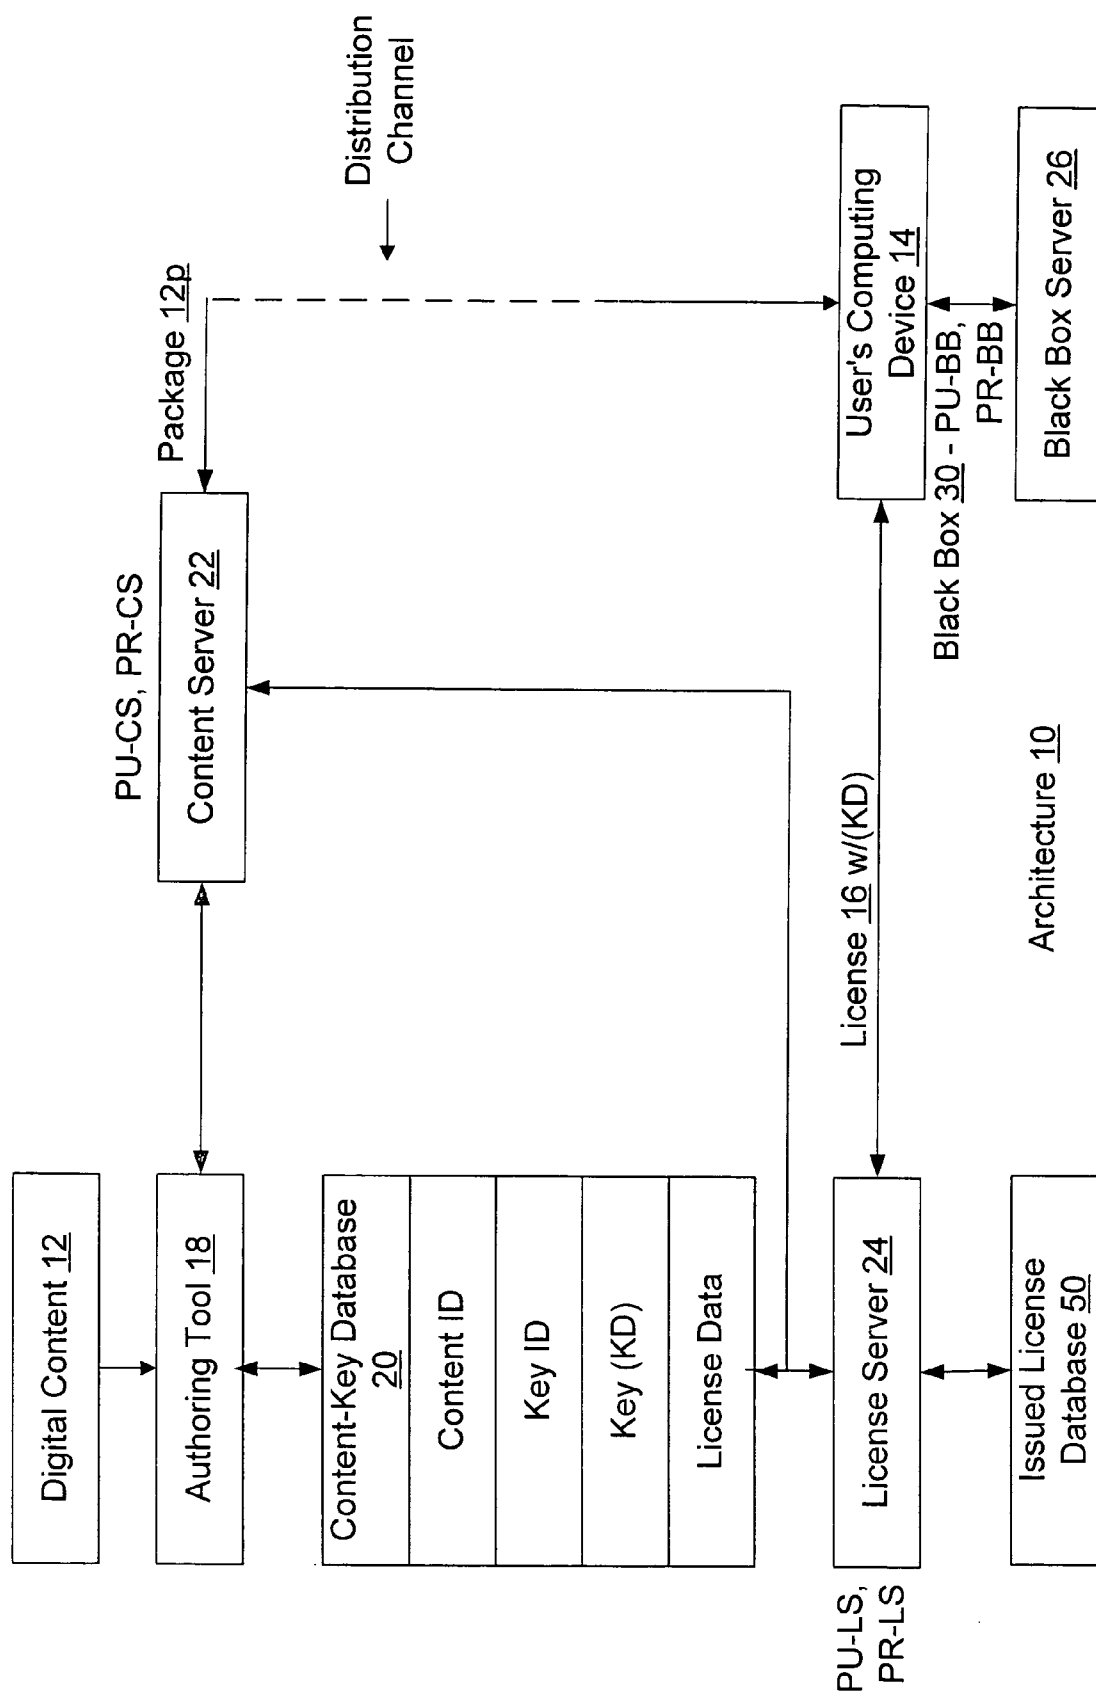 Digital Content 12
Authoring Tool 18
Content-Key Database
20
Content ID
Key ID
Key (KD)
License Data
PU-LS,
PR-LS
License Server 24
Issued License
Database 50
PU-CS, PR-CS
Content Server 22
Package 12p
Distribution
Channel
License 16 w/(KD)
User's Computing
Device 14
Black Box 30 - PU-BB,
PR-BB
Black Box Server 26
Architecture 10